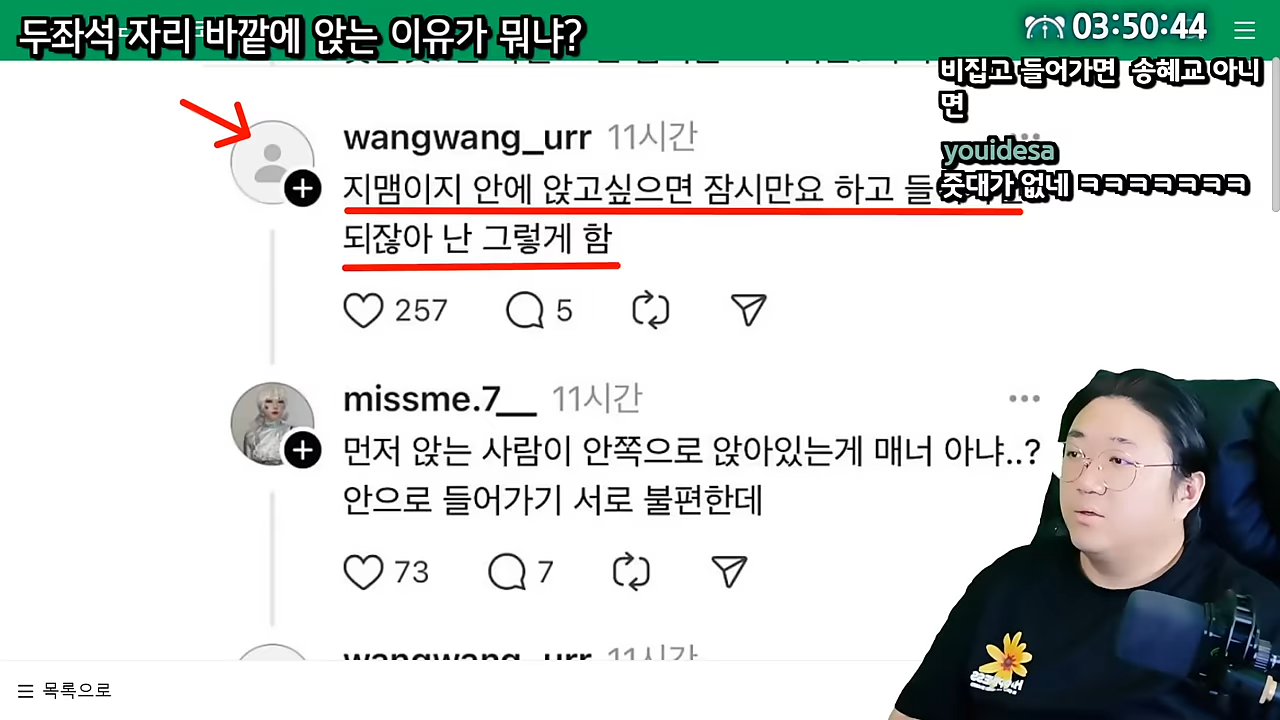 두좌석 자리 바깥에 앉는 이유가 뭐냐?
03:50:44
비집고 들어가면 송혜교 아니
면
youidesa
줏대가 없네 ㅋㅋㅋㅋㅋㅋㅋ
wangwang_urr 11시간
지맴이지 안에 앉고싶으면 잠시만요 하고 들
되잖아 난 그렇게 함
257 5
missme.7__ 11시간
먼저 앉는 사람이 안쪽으로 앉아있는게 매너 아냐..?
안으로 들어가기 서로 불편한데
73 7
wangwang_urr 11시간
목록으로